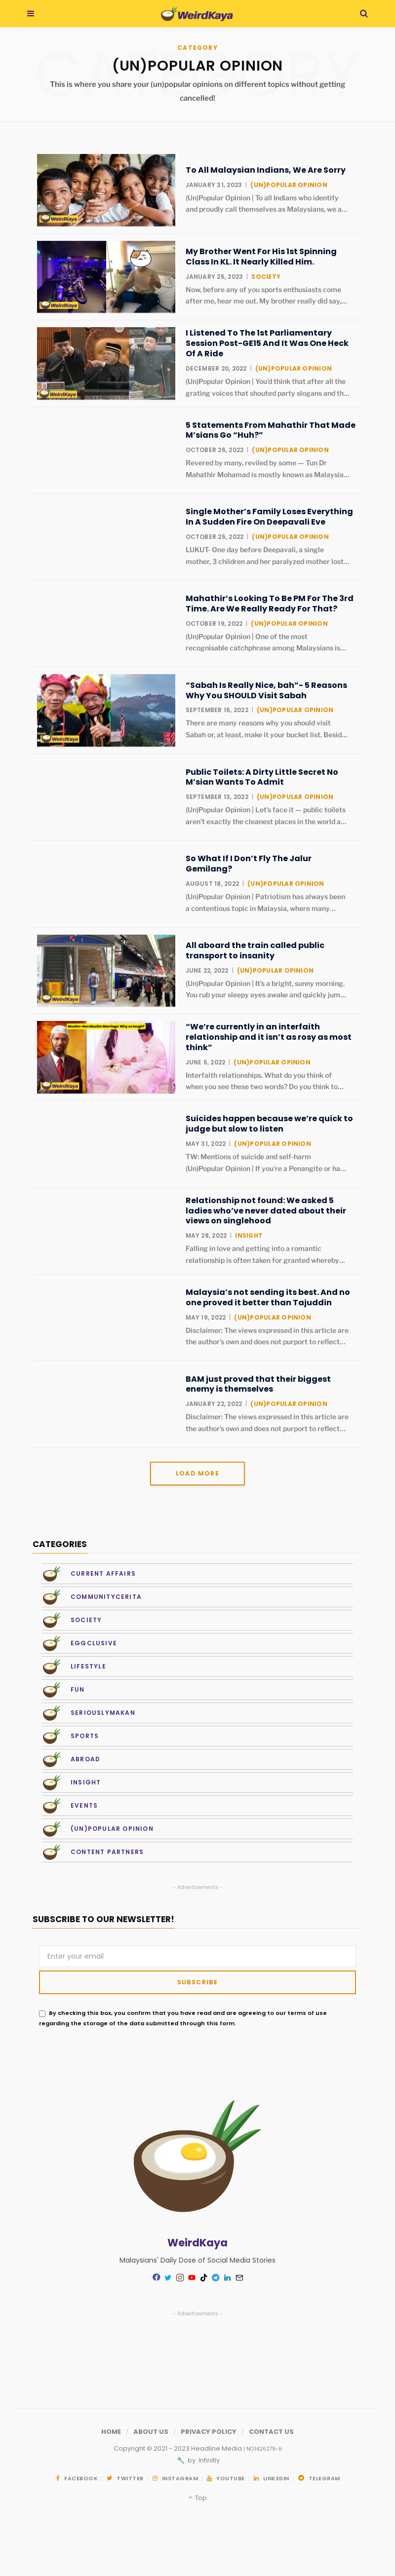 WeirdKaya
CATEGORY
(UN)POPULAR OPINION
This is where you share your (un)popular opinions on different topics without getting
cancelled!
To All Malaysian Indians, We Are Sorry
JANUARY 31, 2023 | (UN)POPULAR OPINION
(Un)Popular Opinion | To all Indians who identify
and proudly call themselves as Malaysians, we a…
WeirdKaya
My Brother Went For His 1st Spinning
Class In KL. It Nearly Killed Him.
JANUARY 25, 2023 | SOCIETY
Now, before any of you sports enthusiasts come
after me, hear me out. My brother really did say,…
WeirdKaya
I Listened To The 1st Parliamentary
Session Post-GE15 And It Was One Heck
Of A Ride
DECEMBER 20, 2022 | (UN)POPULAR OPINION
(Un)Popular Opinion | You'd think that after all the
grating voices that shouted party slogans and th…
WeirdKaya
5 Statements From Mahathir That Made
M'sians Go "Huh?"
OCTOBER 26, 2022 | (UN)POPULAR OPINION
Revered by many, reviled by some — Tun Dr
Mahathir Mohamad is mostly known as Malaysia…
Single Mother's Family Loses Everything
In A Sudden Fire On Deepavali Eve
OCTOBER 25, 2022 | (UN)POPULAR OPINION
LUKUT- One day before Deepavali, a single
mother, 3 children and her paralyzed mother lost…
Mahathir's Looking To Be PM For The 3rd
Time. Are We Really Ready For That?
OCTOBER 19, 2022 | (UN)POPULAR OPINION
(Un)Popular Opinion | One of the most
recognisable catchphrase among Malaysians is…
"Sabah Is Really Nice, bah"- 5 Reasons
Why You SHOULD Visit Sabah
SEPTEMBER 16, 2022 | (UN)POPULAR OPINION
There are many reasons why you should visit
Sabah or, at least, make it your bucket list. Besid…
WeirdKaya
Public Toilets: A Dirty Little Secret No
M'sian Wants To Admit
SEPTEMBER 13, 2022 | (UN)POPULAR OPINION
(Un)Popular Opinion | Let's face it — public toilets
aren't exactly the cleanest places in the world a…
So What If I Don't Fly The Jalur
Gemilang?
AUGUST 18, 2022 | (UN)POPULAR OPINION
(Un)Popular Opinion | Patriotism has always been
a contentious topic in Malaysia, where many…
All aboard the train called public
transport to insanity
JUNE 22, 2022 | (UN)POPULAR OPINION
(Un)Popular Opinion | It's a bright, sunny morning.
You rub your sleepy eyes awake and quickly jum…
WeirdKaya
Muslim-Non Muslim Marriage: Why so tough?
"We're currently in an interfaith
relationship and it isn't as rosy as most
think"
JUNE 5, 2022 | (UN)POPULAR OPINION
Interfaith relationships. What do you think of
when you see these two words? Do you think to…
WeirdKaya
Suicides happen because we're quick to
judge but slow to listen
MAY 31, 2022 | (UN)POPULAR OPINION
TW: Mentions of suicide and self-harm
(Un)Popular Opinion | If you're a Penangite or ha…
Relationship not found: We asked 5
ladies who've never dated about their
views on singlehood
MAY 28, 2022 | INSIGHT
Falling in love and getting into a romantic
relationship is often taken for granted whereby…
Malaysia's not sending its best. And no
one proved it better than Tajuddin
MAY 19, 2022 | (UN)POPULAR OPINION
Disclaimer: The views expressed in this article are
the author's own and does not purport to reflect…
BAM just proved that their biggest
enemy is themselves
JANUARY 22, 2022 | (UN)POPULAR OPINION
Disclaimer: The views expressed in this article are
the author's own and does not purport to reflect…
LOAD MORE
CATEGORIES
CURRENT AFFAIRS
COMMUNITYCERITA
SOCIETY
EGGCLUSIVE
LIFESTYLE
FUN
SERIOUSLYMAKAN
SPORTS
ABROAD
INSIGHT
EVENTS
(UN)POPULAR OPINION
CONTENT PARTNERS
- Advertisements -
SUBSCRIBE TO OUR NEWSLETTER!
Enter your email
SUBSCRIBE
By checking this box, you confirm that you have read and are agreeing to our terms of use
regarding the storage of the data submitted through this form.
WeirdKaya
Malaysians' Daily Dose of Social Media Stories
- Advertisements -
HOME / ABOUT US / PRIVACY POLICY / CONTACT US
Copyright © 2021 - 2023 Headline Media | NO.1426279-H
by Infinitly
FACEBOOK / TWITTER / INSTAGRAM / YOUTUBE / LINKEDIN / TELEGRAM
Top